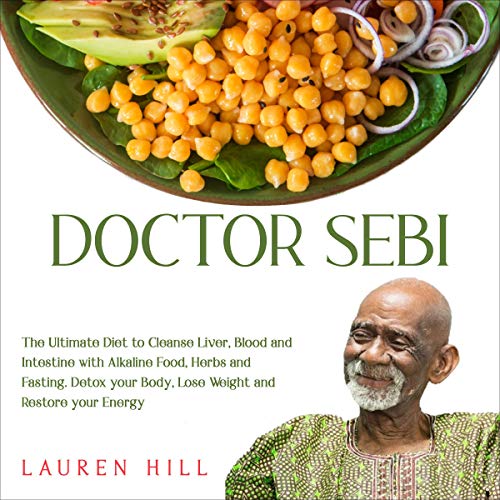 DOCTOR SEBI
The Ultimate Diet to Cleanse Liver, Blood and
Intestine with Alkaline Food, Herbs and
Fasting. Detox your Body, Lose Weight and
Restore your Energy
LAUREN HILL